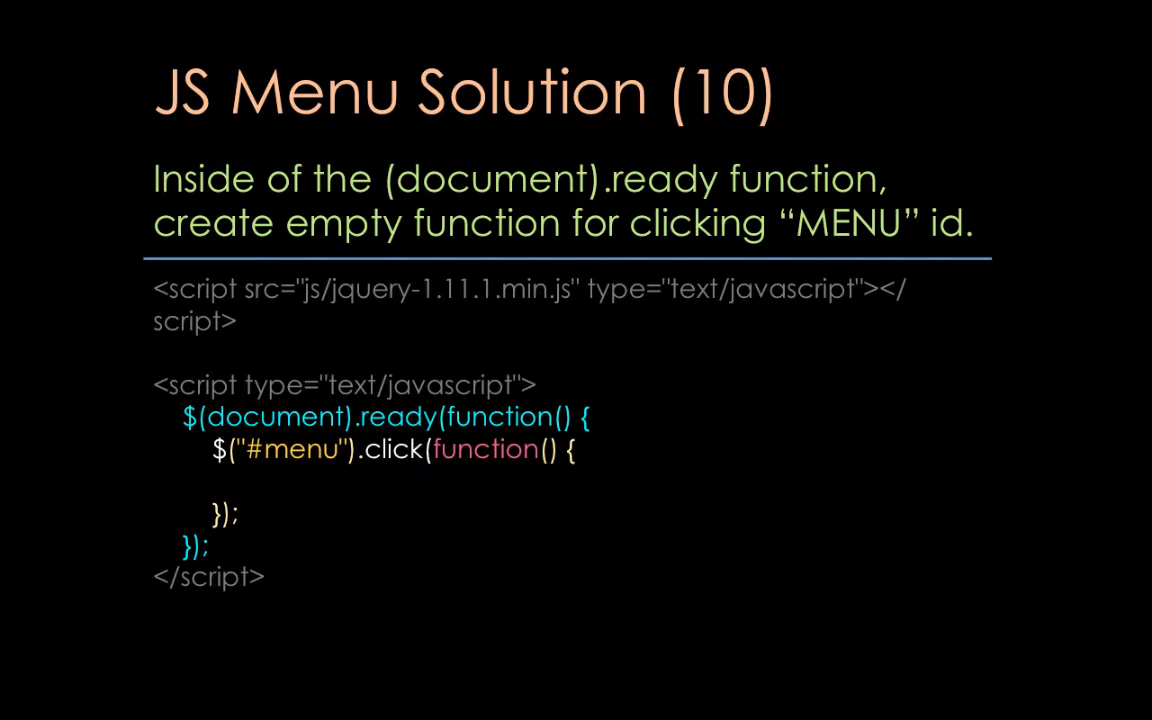 JS Menu Solution (10)
Inside of the (document).ready function,
create empty function for clicking “MENU” id.
<script src="js/jquery-1.11.1.min.js" type="text/javascript"></
script>
<script type="text/javascript">
$(document).ready(function() {
$("#menu").click(function() {
});
});
</script>